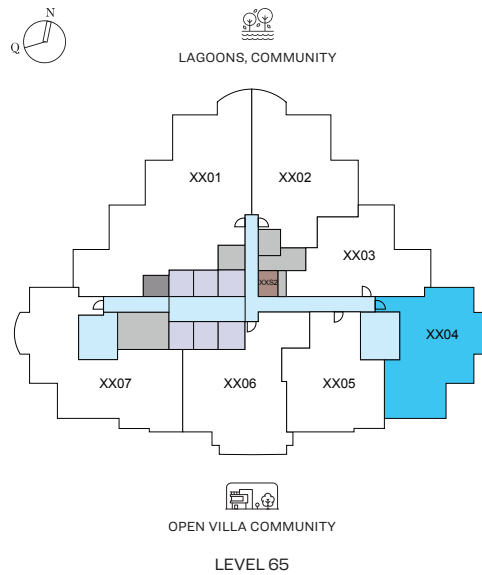 N
Q
LAGOONS, COMMUNITY
XX01
XX02
XX03
XXS2
XX04
XX07
XX06
XX05
OPEN VILLA COMMUNITY
LEVEL 65